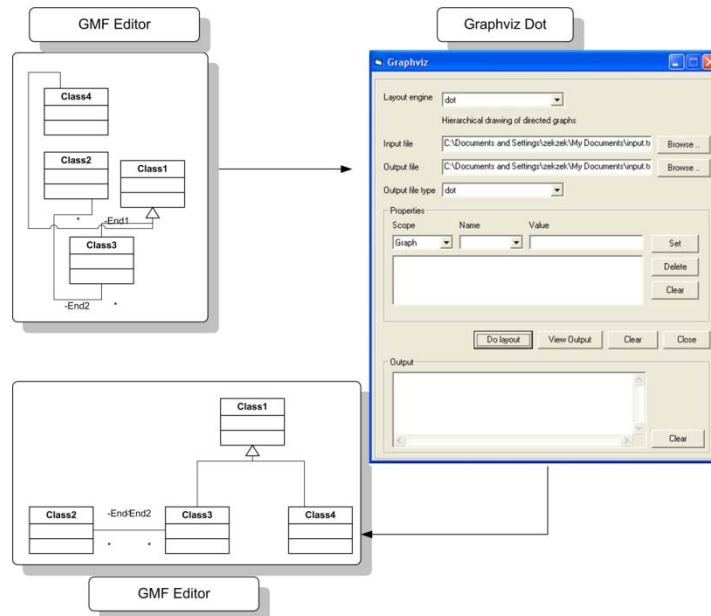 GMF Editor
Class4
Class2
Class1
-End1
*
Class3
-End2
*
Graphviz Dot
Graphviz
Layout engine
dot
Hierarchical drawing of directed graphs
Input file
C:\Documents and Settings\zekzek\My Documents\input.t
Browse ..
Output file
C:\Documents and Settings\zekzek\My Documents\input.t
Browse ..
Output file type
dot
Properties
Scope
Name
Value
Graph
Set
Delete
Clear
Do layout
View Output
Clear
Close
Output
Clear
Class1
Class2
-End2
Class3
Class4
*
*
GMF Editor